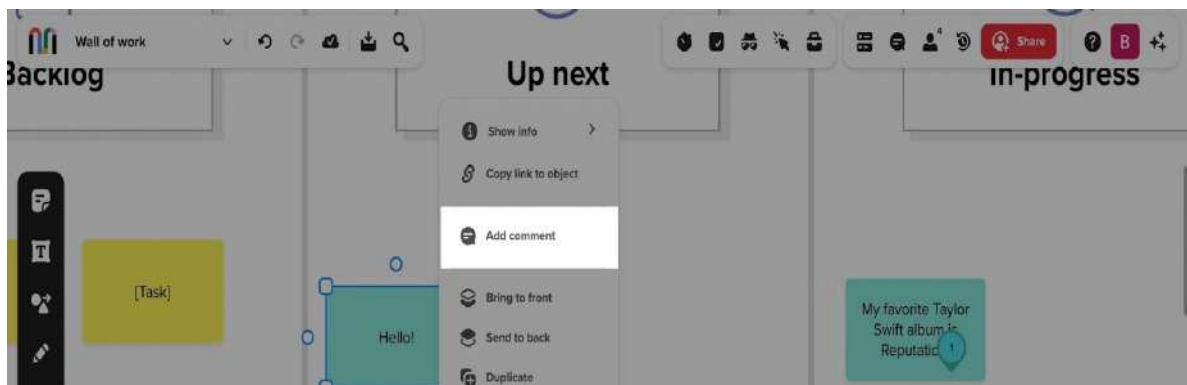 Wall of work
4
Share
?
B
Backlog
Up next
In-progress
Show info
Copy link to object
Add comment
Bring to front
Send to back
Duplicate
T
[Task]
Hello!
My favorite Taylor
Swift album is
Reputatio
1